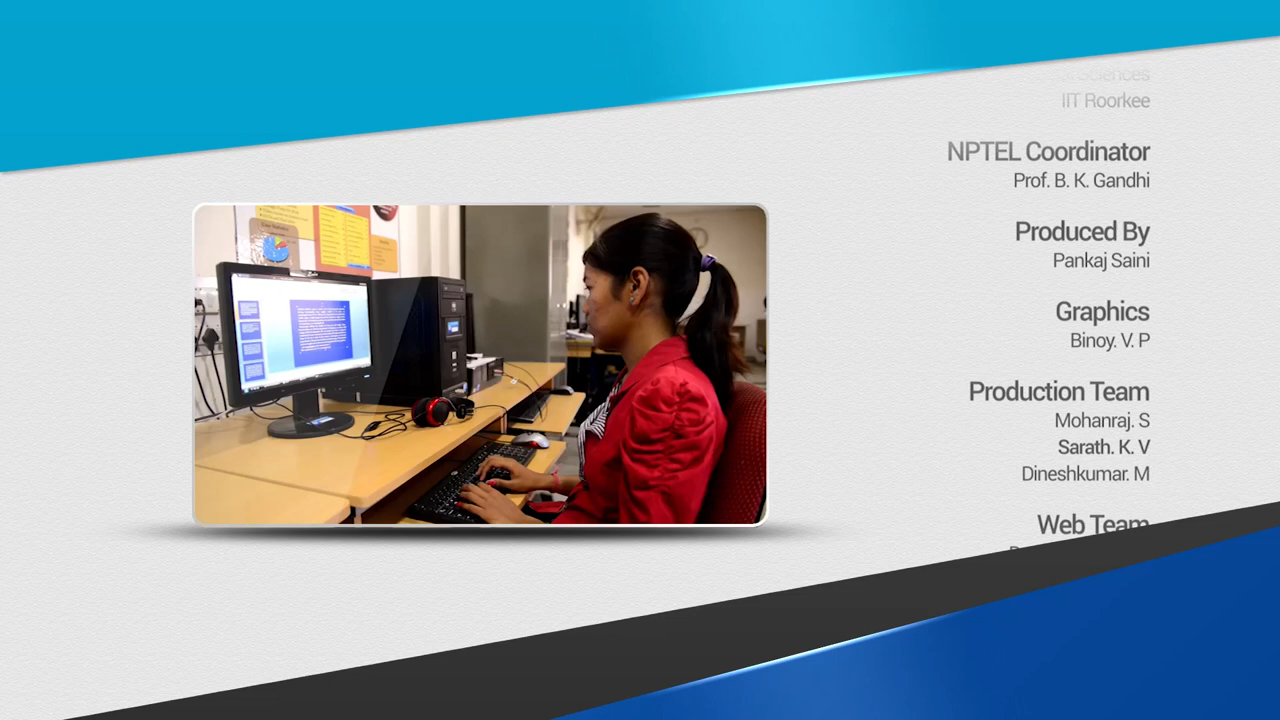 Sciences
IIT Roorkee
NPTEL Coordinator
Prof. B. K. Gandhi
Produced By
Pankaj Saini
Graphics
Binoy. V. P
Production Team
Mohanraj. S
Sarath. K. V
Dineshkumar. M
Web Team